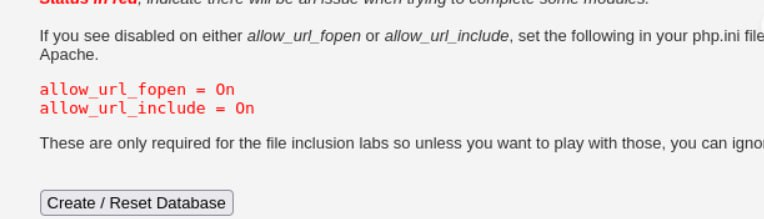 Status in red, indicate there will be an issue when trying to complete some modules.
If you see disabled on either allow_url_fopen or allow_url_include, set the following in your php.ini file
Apache.
allow_url_fopen = On
allow_url_include = On
These are only required for the file inclusion labs so unless you want to play with those, you can igno
Create / Reset Database